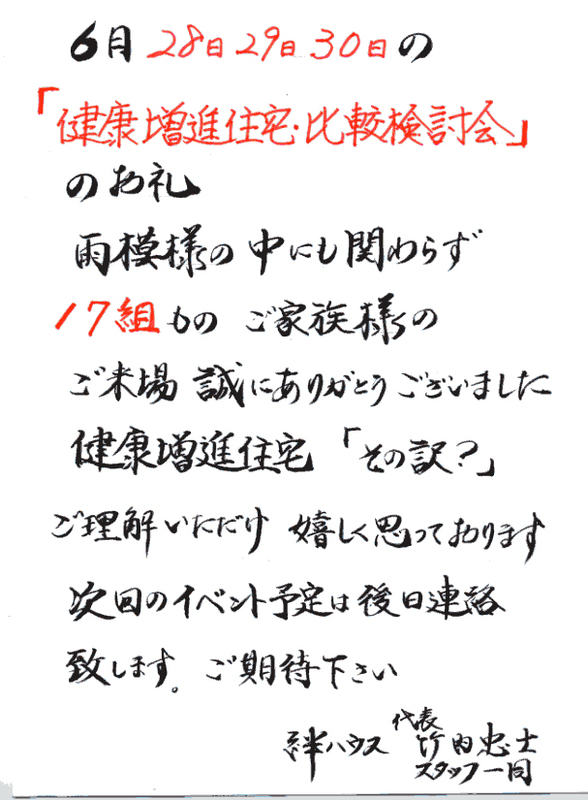 6月28日29日30日の
「健康増進住宅・比較検討会」
のお礼
雨模様の中にも関わらず
17組もの ご家族様の
ご来場 誠にありがとうございました
健康増進住宅「その訳？」
ご理解いただけ 嬉しく思っております
次回のイベント予定は後日連絡
致します。ご期待下さい
絆ハウス 代表 竹内忠士
スタッフ一同